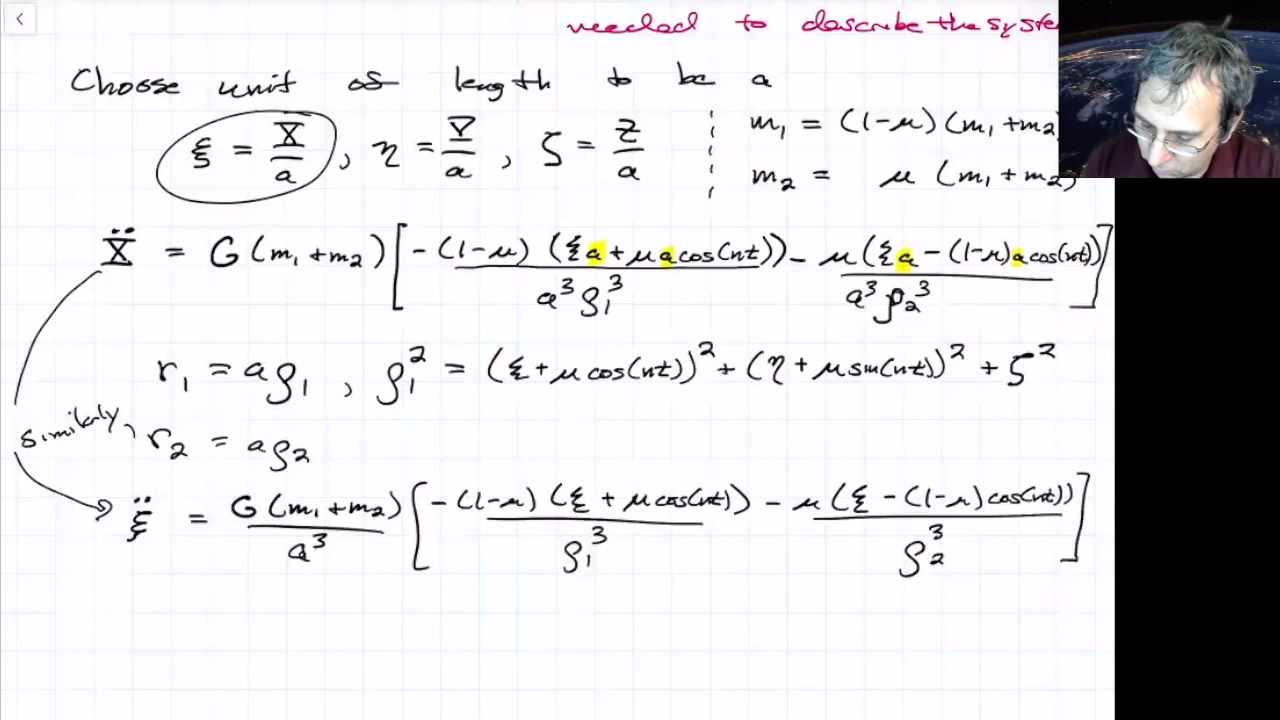 needed to describe the syste
Choose unit of length to be a
ξ = X/a , η = Y/a , ζ = Z/a
m₁ = (1-μ)(m₁+m₂
m₂ = μ (m₁+m₂)
Ẍ = G(m₁+m₂)[ -(1-μ)(ξa+μacos(nt))/a³ρ₁³ - μ(ξa-(1-μ)acos(nt))/a³ρ₂³ ]
r₁ = aρ₁ , ρ₁² = (ξ+μcos(nt))² + (η+μsin(nt))² + ζ²
similarly, r₂ = aρ₂
ξ̈ = G(m₁+m₂)/a³ [ -(1-μ)(ξ + μcos(nt))/ρ₁³ - μ(ξ-(1-μ)cos(nt))/ρ₂³ ]